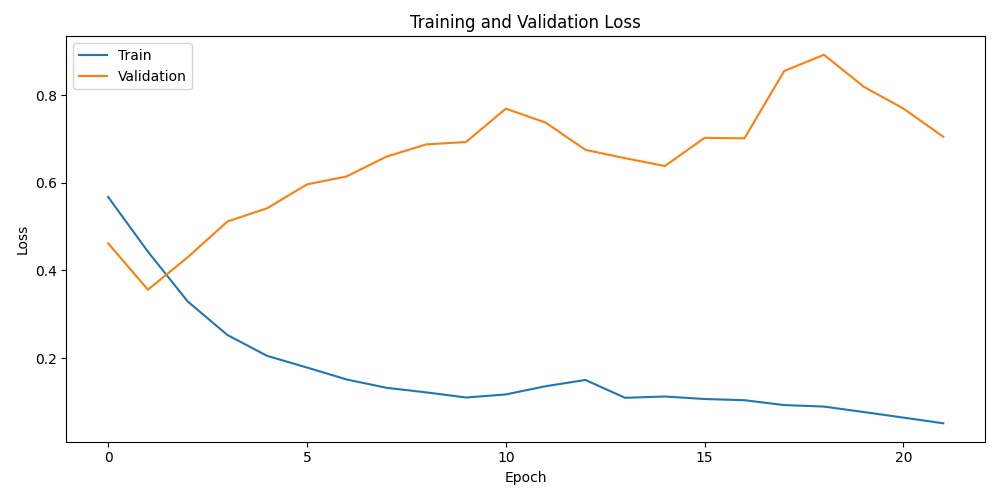 Training and Validation Loss
Train
Validation
Loss
0.8
0.6
0.4
0.2
0 5 10 15 20
Epoch